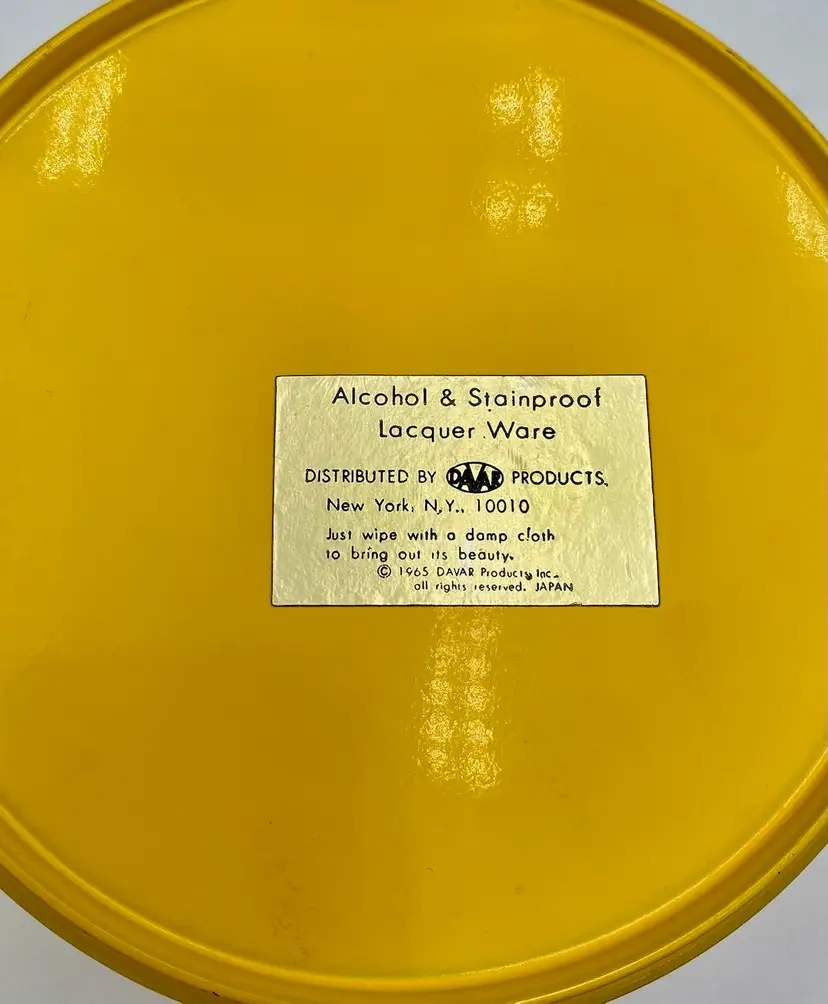 Alcohol & Stainproof
Lacquer Ware
DISTRIBUTED BY DAVAR PRODUCTS,
New York, N.Y., 10010
Just wipe with a damp cloth
to bring out its beauty.
© 1965 DAVAR Products Inc.
all rights reserved. JAPAN